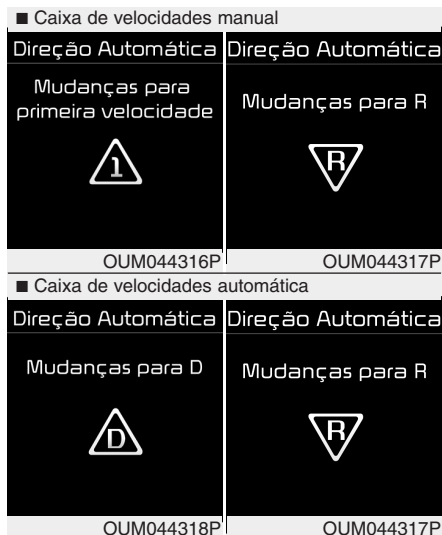 ■ Caixa de velocidades manual
Direção Automática
Mudanças para
primeira velocidade
1
OUM044316P
Direção Automática
Mudanças para R
R
OUM044317P
■ Caixa de velocidades automática
Direção Automática
Mudanças para D
D
OUM044318P
Direção Automática
Mudanças para R
R
OUM044317P